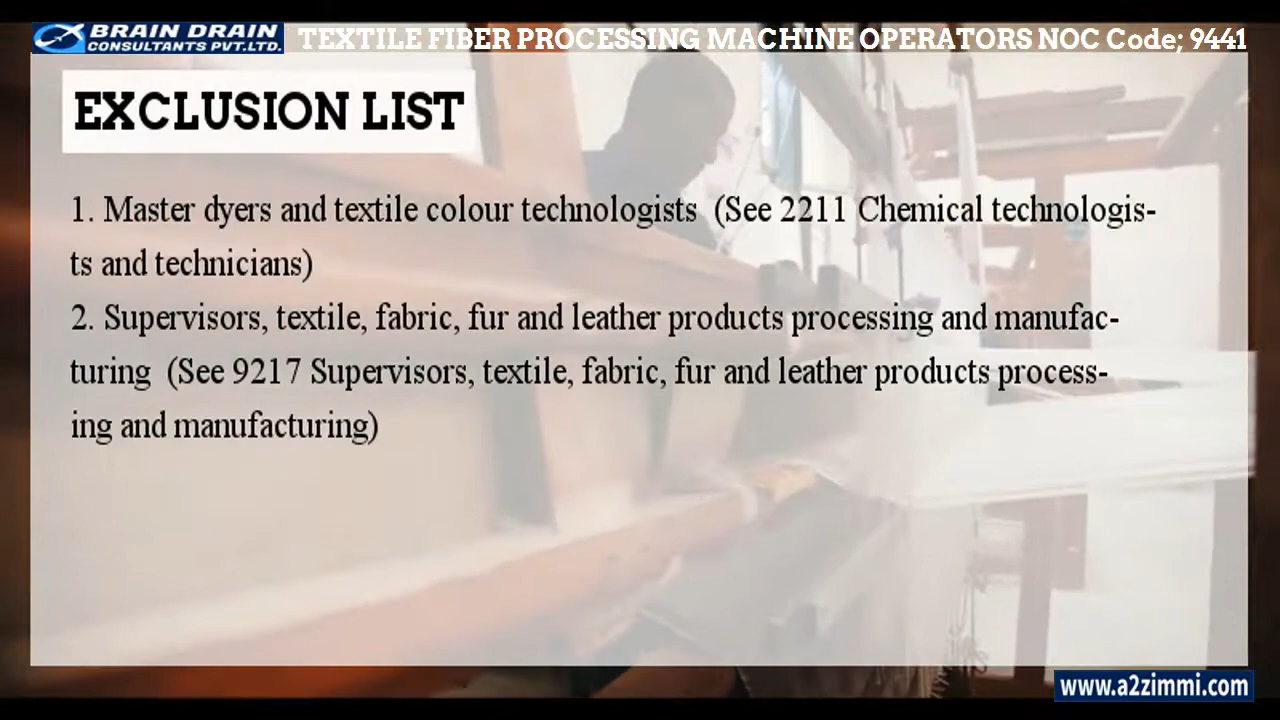 BRAIN DRAIN
CONSULTANTS PVT.LTD.
TEXTILE FIBER PROCESSING MACHINE OPERATORS NOC Code; 9441
EXCLUSION LIST
1. Master dyers and textile colour technologists (See 2211 Chemical technologis-
ts and technicians)
2. Supervisors, textile, fabric, fur and leather products processing and manufac-
turing (See 9217 Supervisors, textile, fabric, fur and leather products process-
ing and manufacturing)
www.a2zimmi.com